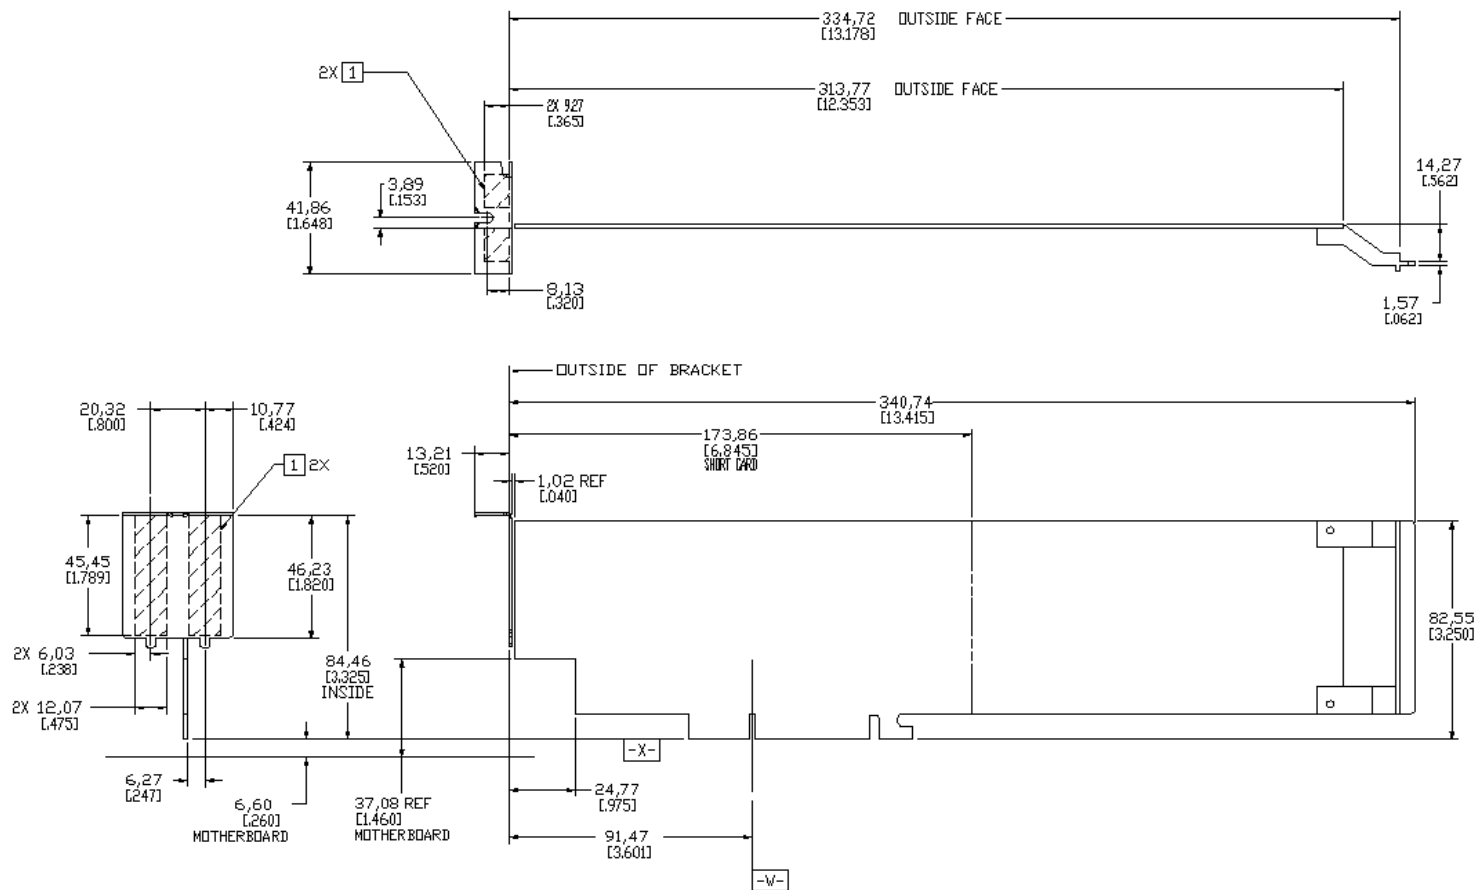 334,72 OUTSIDE FACE
[13.178]
2X 1
313,77 OUTSIDE FACE
[12.353]
2X 9.27
[.365]
14,27
[.562]
3,89
[.153]
41,86
[1.648]
8,13
[.320]
1,57
[.062]
OUTSIDE OF BRACKET
20,32
[.800]
10,77
[.424]
340,74
[13.415]
173,86
[6.845]
SHORT CARD
13,21
[.520]
1 2X
1,02 REF
[.040]
45,45
[1.789]
46,23
[1.820]
82,55
[3.250]
2X 6,03
[.238]
84,46
[3.325]
INSIDE
2X 12,07
[.475]
-X-
6,27
[.247]
6,60
[.260]
MOTHERBOARD
37,08 REF
[1.460]
MOTHERBOARD
24,77
[.975]
91,47
[3.601]
-W-